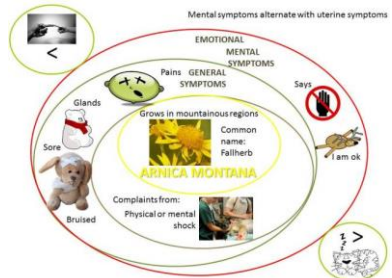 Mental symptoms alternate with uterine symptoms
<
EMOTIONAL
MENTAL
SYMPTOMS
Pains
GENERAL
SYMPTOMS
Says
Glands
Grows in mountainous regions
Common
name:
Fallherb
I am ok
Sore
ARNICA MONTANA
Complaints from:
Physical or mental
shock
Bruised
>
z z z